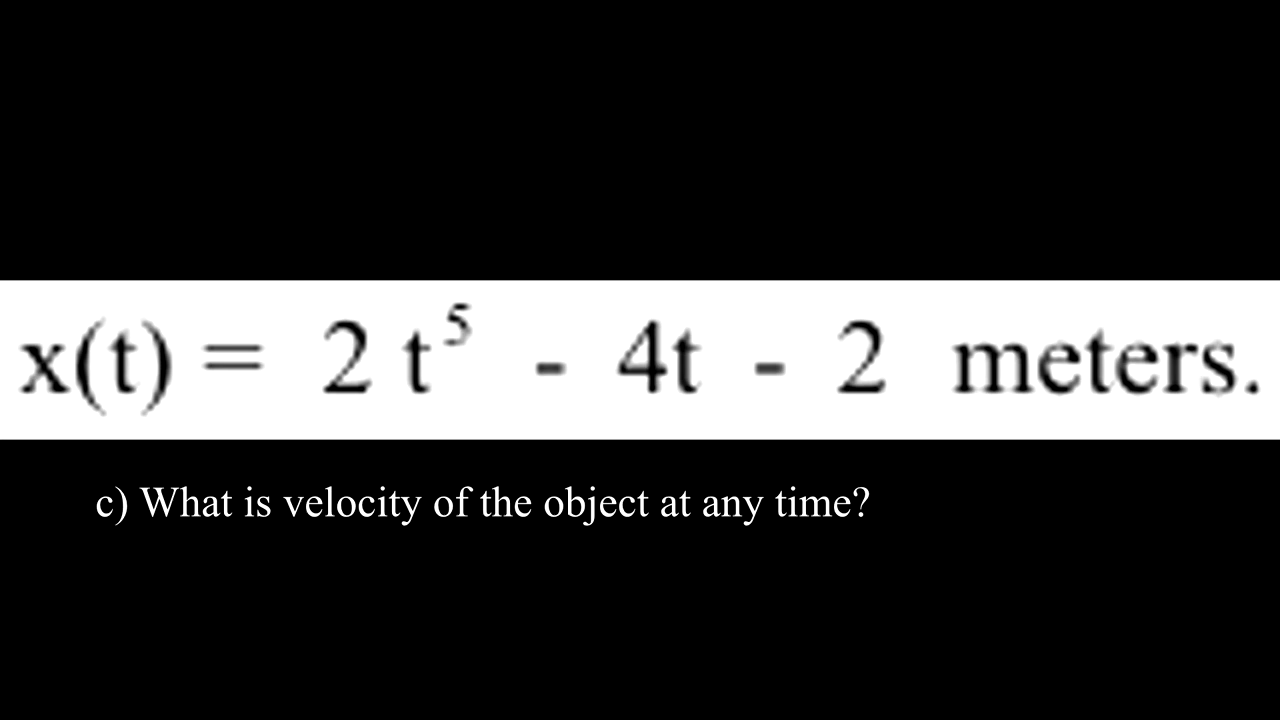 x(t) = 2 t⁵ - 4t - 2 meters.
c) What is velocity of the object at any time?